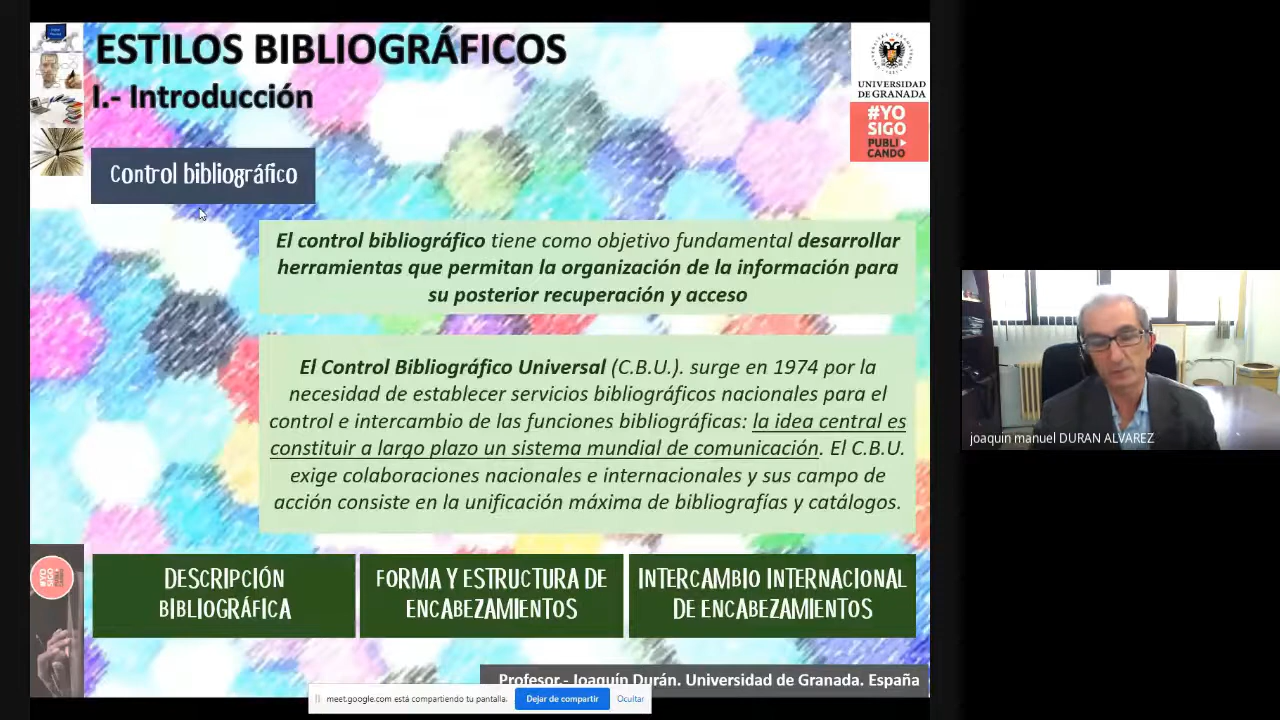 ESTILOS BIBLIOGRÁFICOS
I.- Introducción
UNIVERSIDAD
DE GRANADA
#YO
SIGO
PUBLI
CANDO
Control bibliográfico
El control bibliográfico tiene como objetivo fundamental desarrollar
herramientas que permitan la organización de la información para
su posterior recuperación y acceso
El Control Bibliográfico Universal (C.B.U.). surge en 1974 por la
necesidad de establecer servicios bibliográficos nacionales para el
control e intercambio de las funciones bibliográficas: la idea central es
constituir a largo plazo un sistema mundial de comunicación. El C.B.U.
exige colaboraciones nacionales e internacionales y sus campo de
acción consiste en la unificación máxima de bibliografías y catálogos.
joaquin manuel DURAN ALVAREZ
DESCRIPCIÓN
BIBLIOGRÁFICA
FORMA Y ESTRUCTURA DE
ENCABEZAMIENTOS
INTERCAMBIO INTERNACIONAL
DE ENCABEZAMIENTOS
Profesor.- Joaquín Durán. Universidad de Granada. España
meet.google.com está compartiendo tu pantalla.
Dejar de compartir
Ocultar